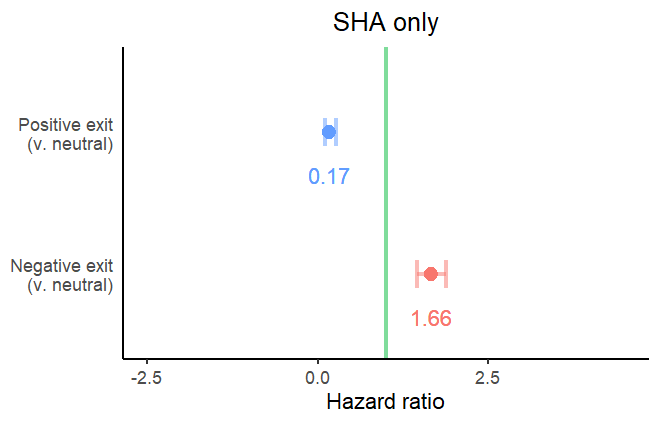 SHA only
Positive exit
(v. neutral)
0.17
Negative exit
(v. neutral)
1.66
-2.5
0.0
2.5
Hazard ratio